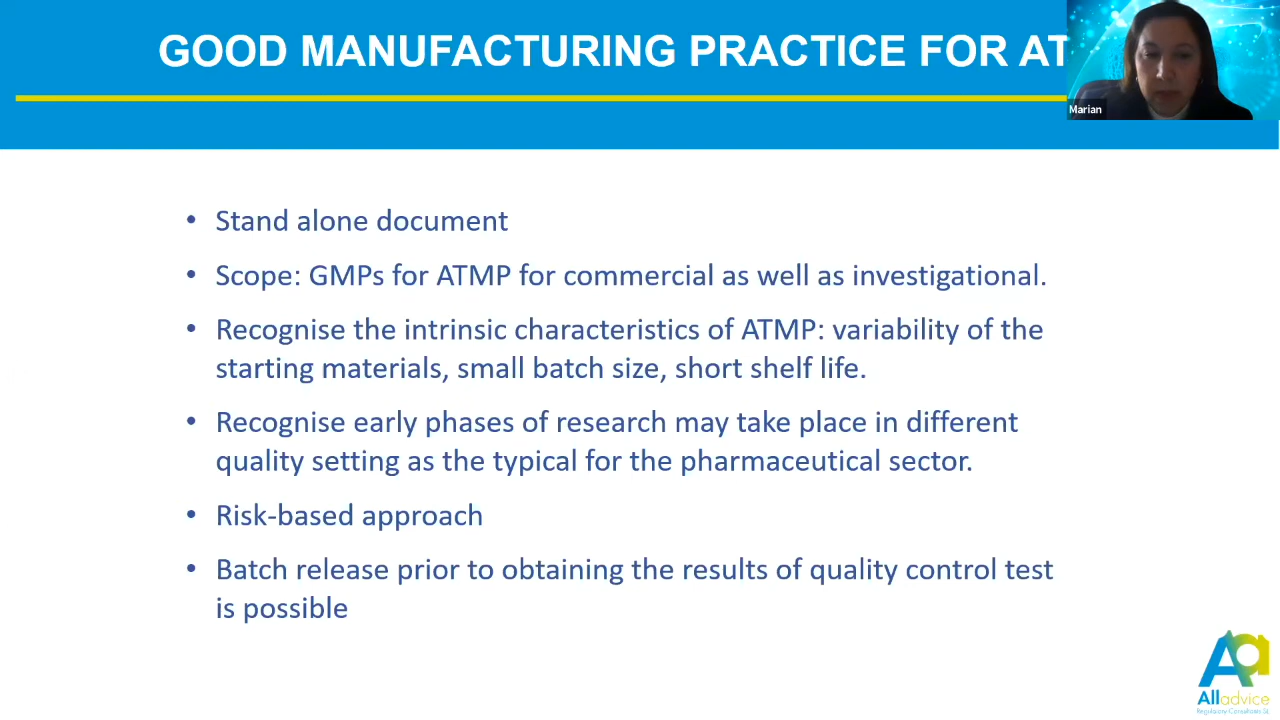 GOOD MANUFACTURING PRACTICE FOR AT
Marian
• Stand alone document
• Scope: GMPs for ATMP for commercial as well as investigational.
• Recognise the intrinsic characteristics of ATMP: variability of the
starting materials, small batch size, short shelf life.
• Recognise early phases of research may take place in different
quality setting as the typical for the pharmaceutical sector.
• Risk-based approach
• Batch release prior to obtaining the results of quality control test
is possible
Alladvice
Regulatory Consultants SL